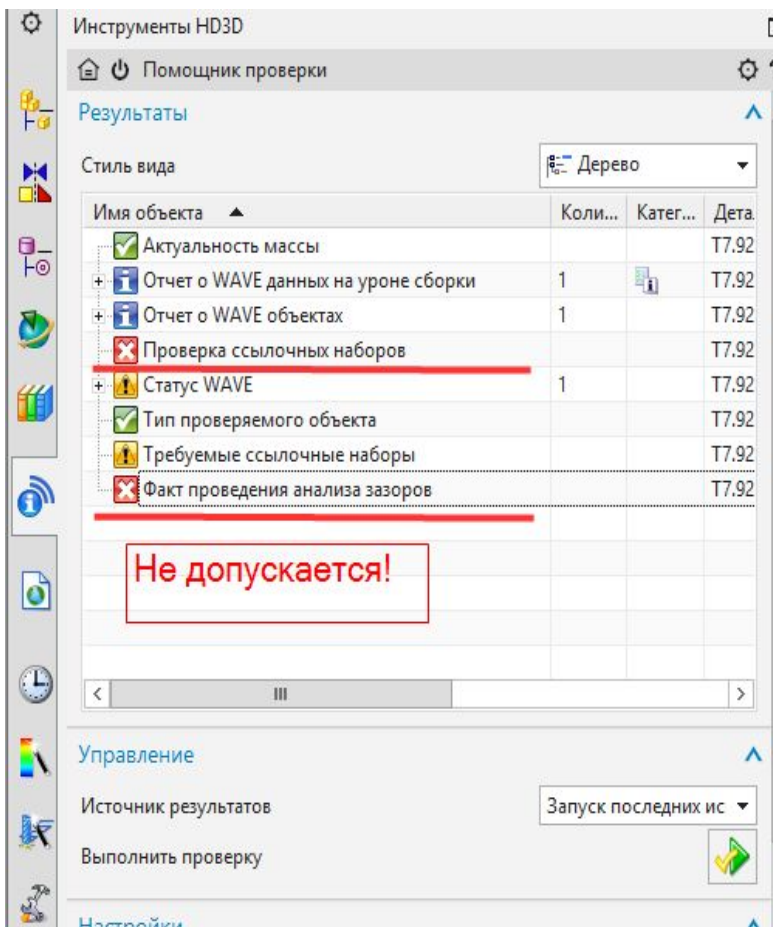 Инструменты HD3D
Помощник проверки
Результаты
Стиль вида Дерево
Имя объекта Коли... Катег... Дета
Актуальность массы T7.92
Отчет о WAVE данных на уроне сборки 1 T7.92
Отчет о WAVE объектах 1 T7.92
Проверка ссылочных наборов T7.92
Статус WAVE 1 T7.92
Тип проверяемого объекта T7.92
Требуемые ссылочные наборы T7.92
Факт проведения анализа зазоров T7.92
Не допускается!
Управление
Источник результатов Запуск последних ис
Выполнить проверку
Настройки